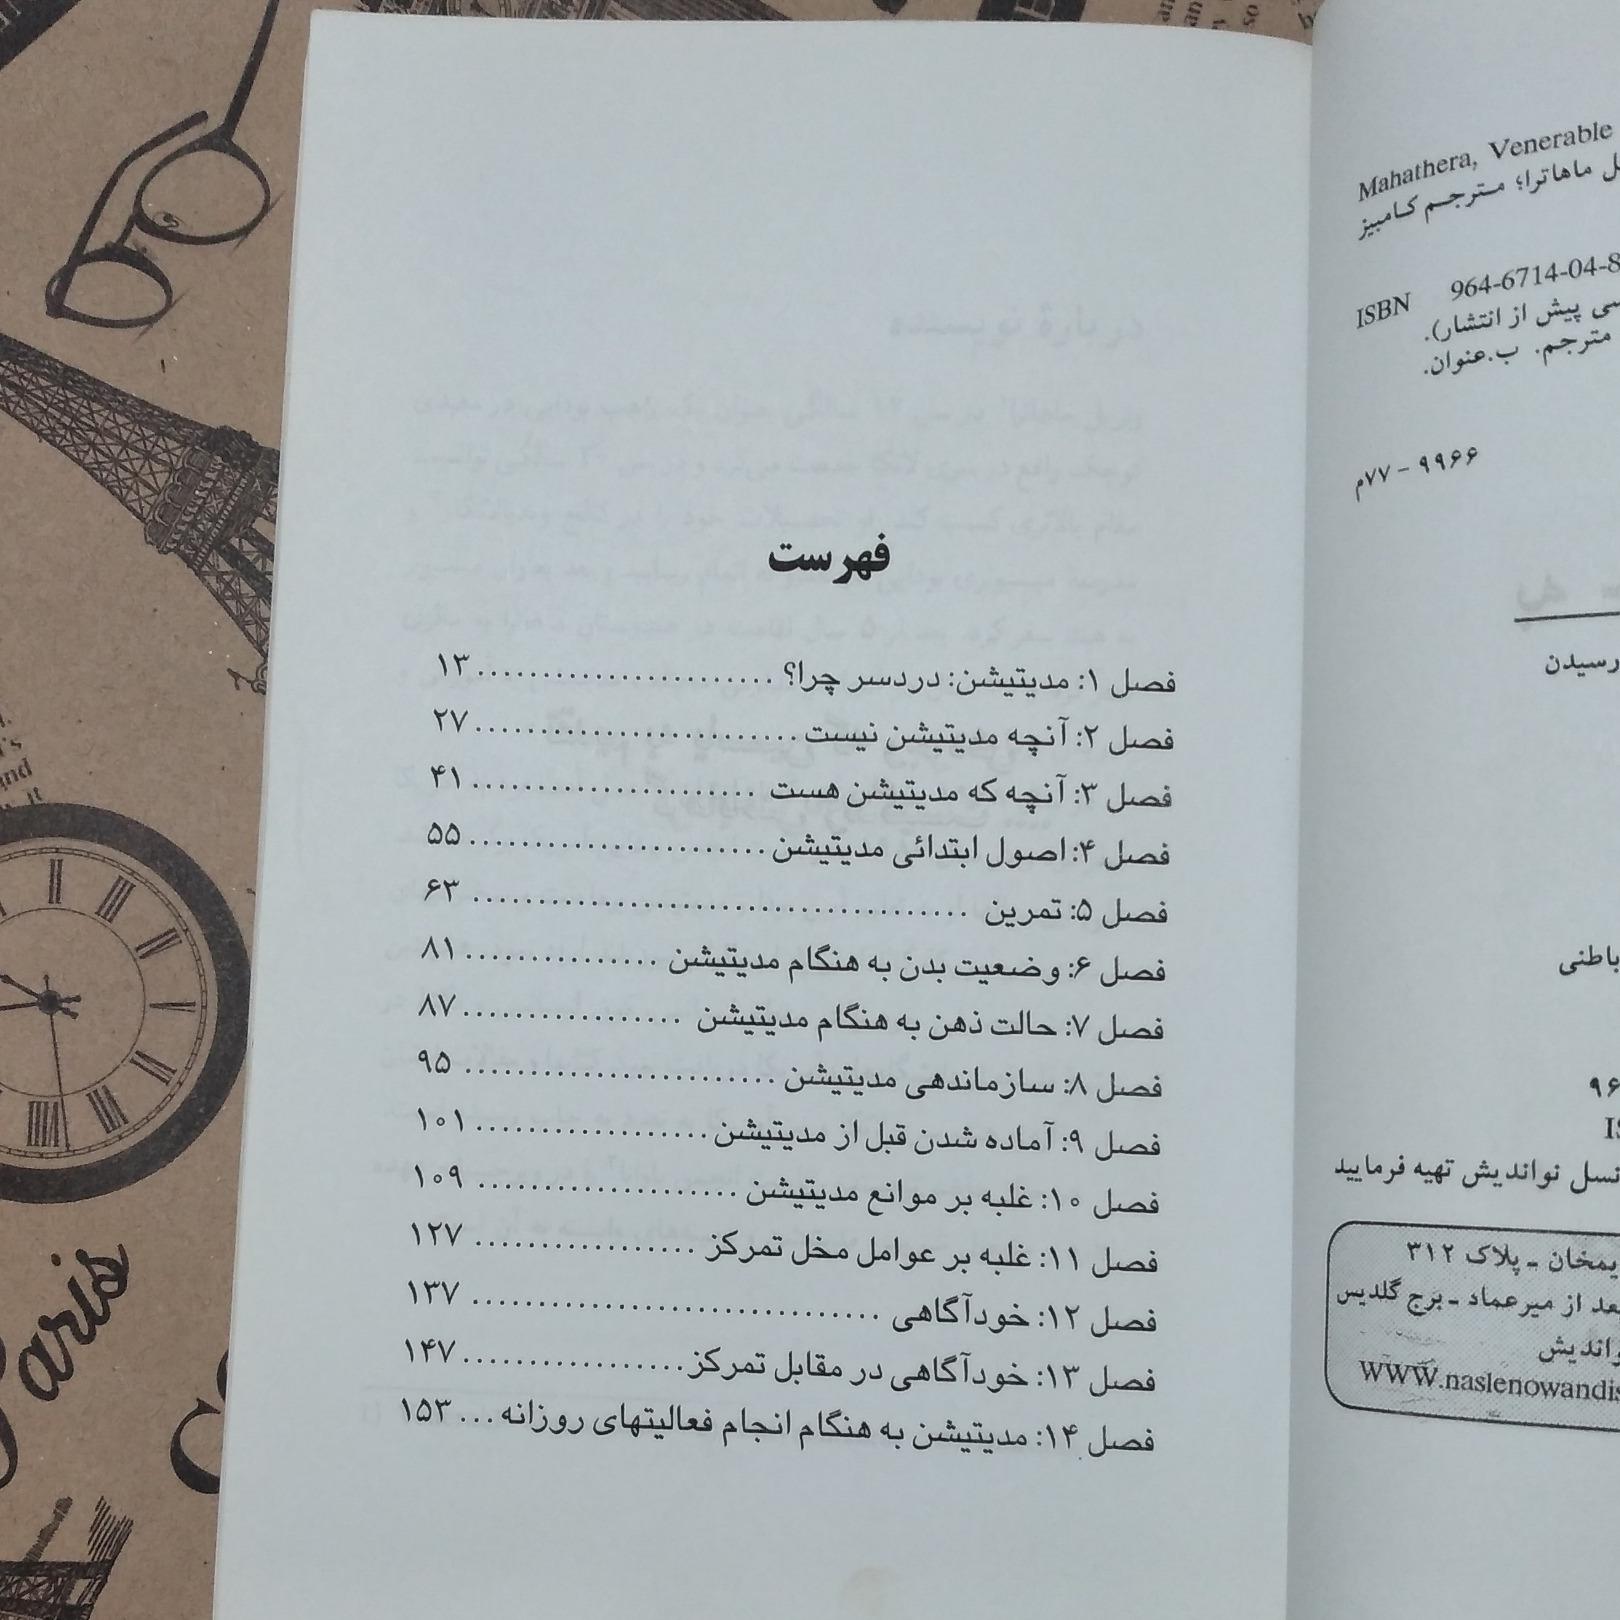 فهرست
فصل ۱: مدیتیشن: دردسر چرا؟ ........................ ۱۳
فصل ۲: آنچه مدیتیشن نیست ........................ ۲۷
فصل ۳: آنچه که مدیتیشن هست ...................... ۴۱
فصل ۴: اصول ابتدائی مدیتیشن ...................... ۵۵
فصل ۵: تمرین ..................................... ۶۳
فصل ۶: وضعیت بدن به هنگام مدیتیشن ............... ۸۱
فصل ۷: حالت ذهن به هنگام مدیتیشن ................. ۸۷
فصل ۸: سازماندهی مدیتیشن ........................ ۹۵
فصل ۹: آماده شدن قبل از مدیتیشن .................. ۱۰۱
فصل ۱۰: غلبه بر موانع مدیتیشن .................... ۱۰۹
فصل ۱۱: غلبه بر عوامل مخل تمرکز ................. ۱۲۷
فصل ۱۲: خودآگاهی ............................... ۱۳۷
فصل ۱۳: خودآگاهی در مقابل تمرکز ................. ۱۴۷
فصل ۱۴: مدیتیشن به هنگام انجام فعالیتهای روزانه ... ۱۵۳
Mahathera, Venerable
ماهاترا؛ مترجم کامبیز
ISBN 964-6714-04-8
پیش از انتشار).
مترجم. ب.عنوان.
۹۹۶۶ - ۷۷م
رسیدن
باطنی
نسل نواندیش تهیه فرمایید
پلاک ۳۱۲
بعد از میرعماد - برج گلدیس
WWW.naslenowandis
Paris